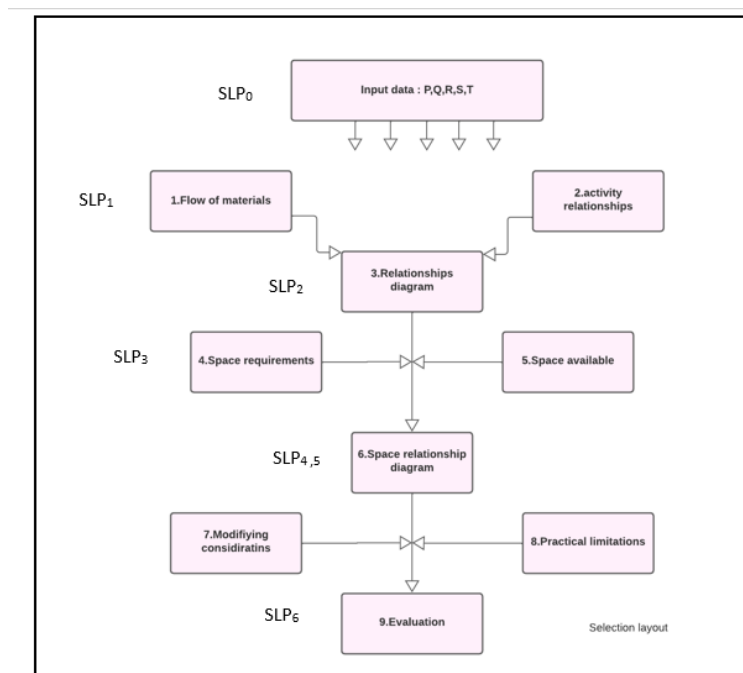 SLP₀
Input data : P,Q,R,S,T
SLP₁
1.Flow of materials
2.activity
relationships
SLP₂
3.Relationships
diagram
SLP₃
4.Space requirements
5.Space available
SLP₄ ,₅
6.Space relationship
diagram
7.Modifiying
considiratins
8.Practical limitations
SLP₆
9.Evaluation
Selection layout